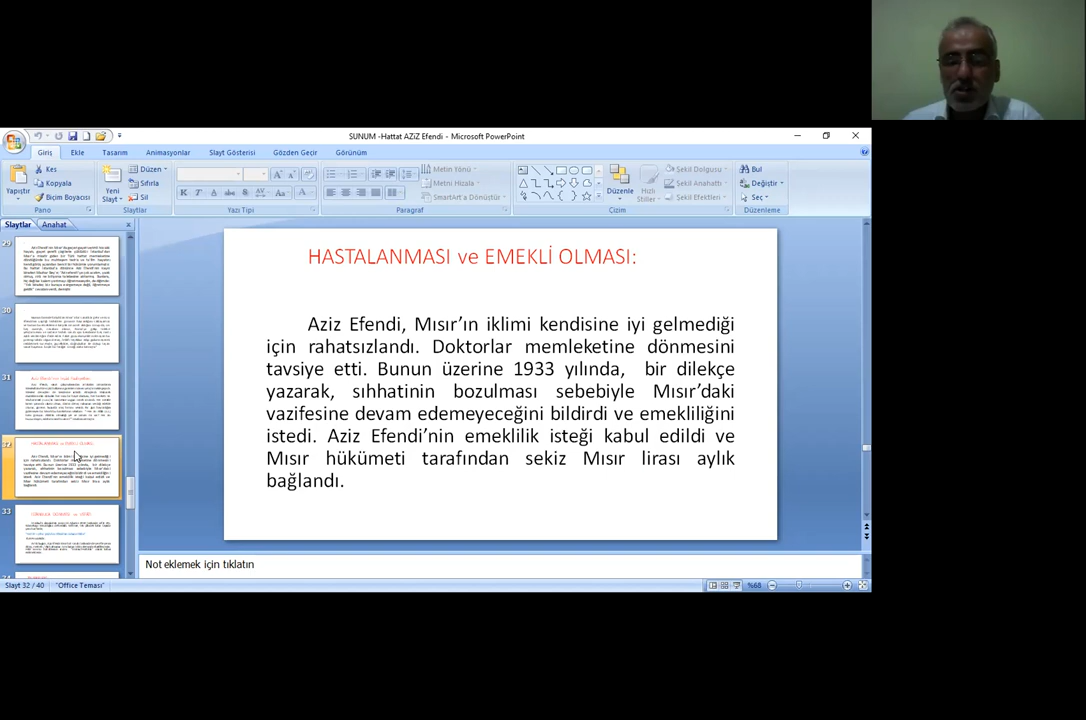 SUNUM -Hattat AZiZ Efendi - Microsoft PowerPoint
Giriş Ekle Tasarım Animasyonlar Slayt Gösterisi Gözden Geçir Görünüm
Yapıştır
Kes
Kopyala
Biçim Boyacısı
Pano
Yeni
Slayt
Düzen
Sıfırla
Sil
Slaytlar
Yazı Tipi
Metin Yönü
Metni Hizala
SmartArt'a Dönüştür
Paragraf
Düzenle
Hızlı
Stiller
Şekil Dolgusu
Şekil Anahattı
Şekil Efektleri
Çizim
Bul
Değiştir
Seç
Düzenleme
Slaytlar Anahat
29
30
31
32
33
HASTALANMASI ve EMEKLİ OLMASI:
Aziz Efendi, Mısır’ın iklimi kendisine iyi gelmediği
için rahatsızlandı. Doktorlar memleketine dönmesini
tavsiye etti. Bunun üzerine 1933 yılında, bir dilekçe
yazarak, sıhhatinin bozulması sebebiyle Mısır’daki
vazifesine devam edemeyeceğini bildirdi ve emekliliğini
istedi. Aziz Efendi’nin emeklilik isteği kabul edildi ve
Mısır hükümeti tarafından sekiz Mısır lirası aylık
bağlandı.
Not eklemek için tıklatın
Slayt 32 / 40 "Office Teması" %68